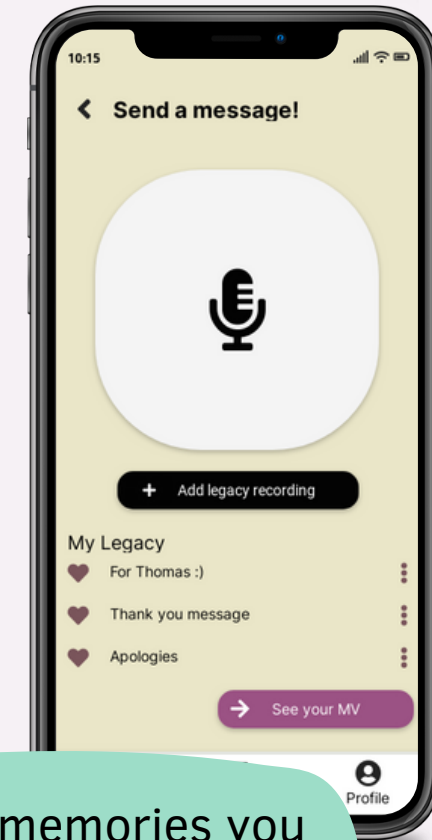 10:15
Send a message!
+ Add legacy recording
My Legacy
For Thomas :)
Thank you message
Apologies
See your MV
Profile
memories you